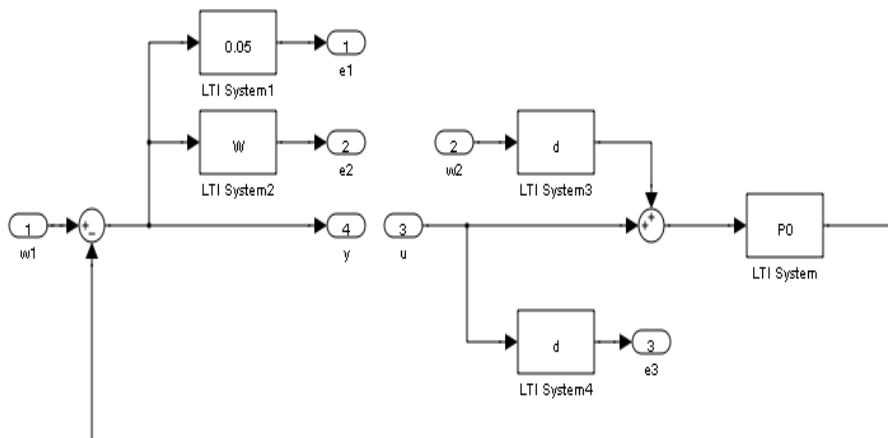 0.05
1
e1
LTI System1
W
2
e2
LTI System2
2
w2
d
LTI System3
1
w1
+
−
4
y
3
u
+
+
P0
LTI System
d
LTI System4
3
e3